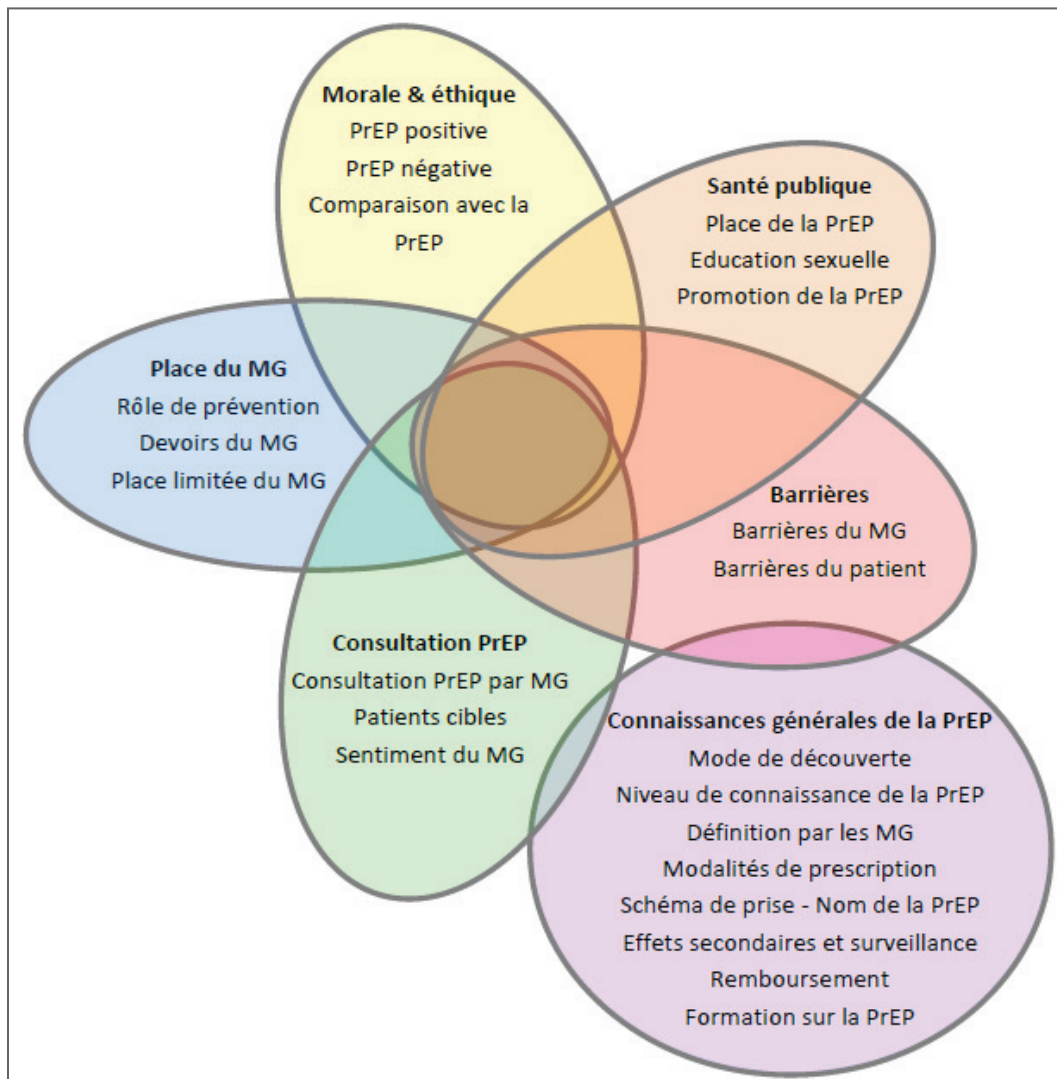 Morale & éthique
PrEP positive
PrEP négative
Comparaison avec la
PrEP
Santé publique
Place de la PrEP
Education sexuelle
Promotion de la PrEP
Place du MG
Rôle de prévention
Devoirs du MG
Place limitée du MG
Barrières
Barrières du MG
Barrières du patient
Consultation PrEP
Consultation PrEP par MG
Patients cibles
Sentiment du MG
Connaissances générales de la PrEP
Mode de découverte
Niveau de connaissance de la PrEP
Définition par les MG
Modalités de prescription
Schéma de prise - Nom de la PrEP
Effets secondaires et surveillance
Remboursement
Formation sur la PrEP